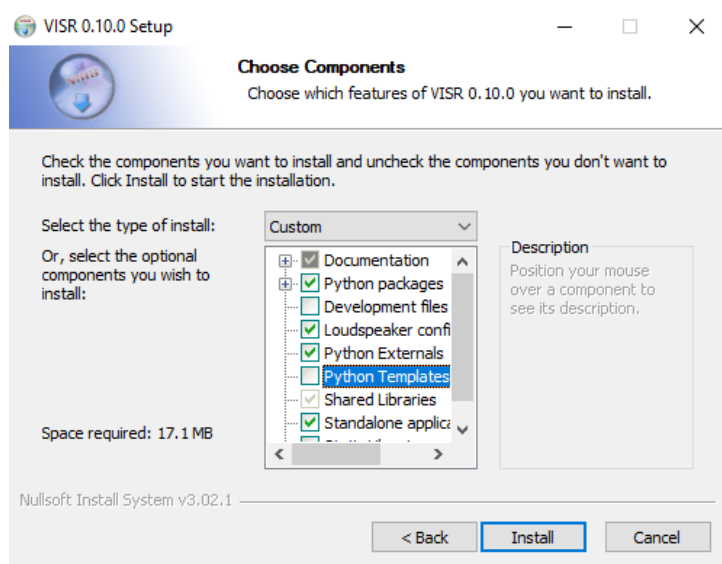 VISR 0.10.0 Setup
Choose Components
Choose which features of VISR 0.10.0 you want to install.
Check the components you want to install and uncheck the components you don't want to
install. Click Install to start the installation.
Select the type of install:
Custom
Or, select the optional
components you wish to
install:
Documentation
Python packages
Development files
Loudspeaker confi
Python Externals
Python Templates
Shared Libraries
Standalone applica
Description
Position your mouse
over a component to
see its description.
Space required: 17.1 MB
Nullsoft Install System v3.02.1
< Back
Install
Cancel